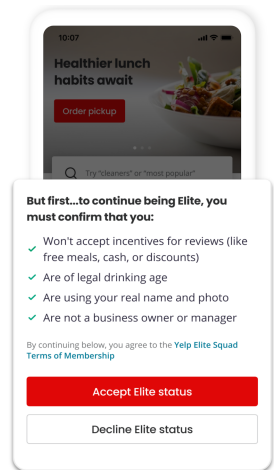 10:07
Healthier lunch
habits await
Order pickup
Try "cleaners" or "most popular"
But first...to continue being Elite, you
must confirm that you:
Won't accept incentives for reviews (like
free meals, cash, or discounts)
Are of legal drinking age
Are using your real name and photo
Are not a business owner or manager
By continuing below, you agree to the Yelp Elite Squad
Terms of Membership
Accept Elite status
Decline Elite status